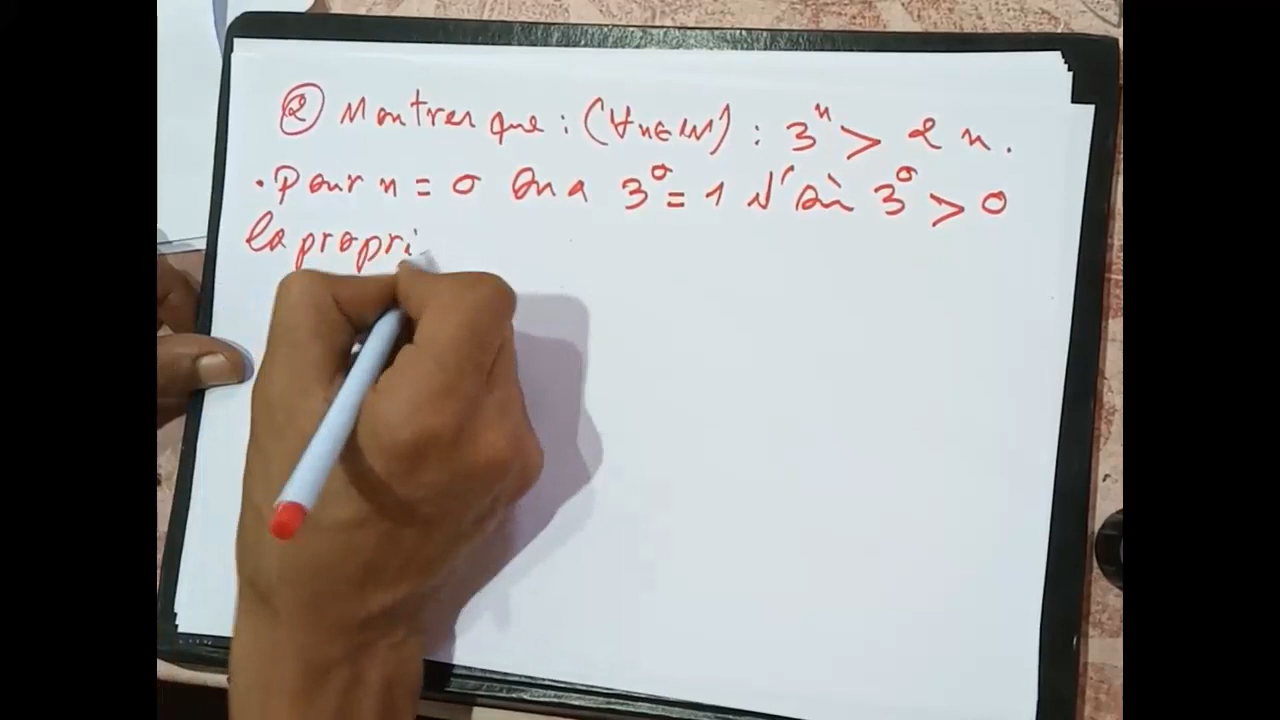 ② Montrer que : (∀n∈ℕ) : 3ⁿ > 2n.
. Pour n = 0 On a 3⁰ = 1 d'où 3⁰ > 0
la propri